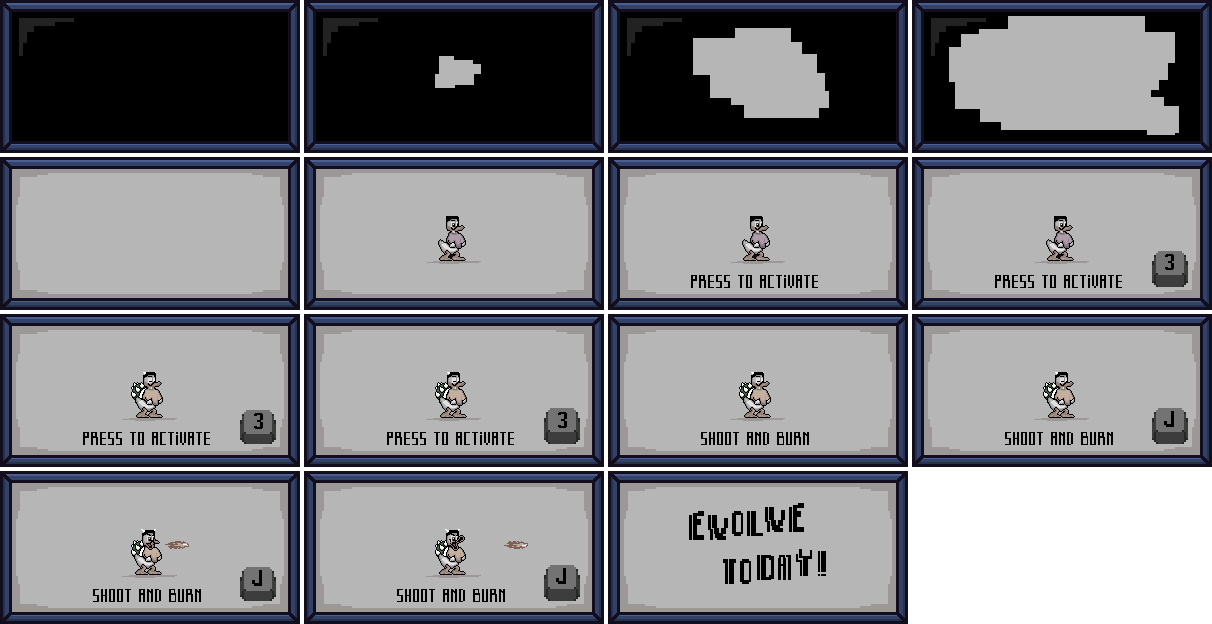 PRESS TO ACTiVATE
PRESS TO ACTiVATE
3
PRESS TO ACTiVATE
3
PRESS TO ACTiVATE
3
SHOOT AND BURN
SHOOT AND BURN
J
SHOOT AND BURN
J
SHOOT AND BURN
J
EVOLVE
TODAY!